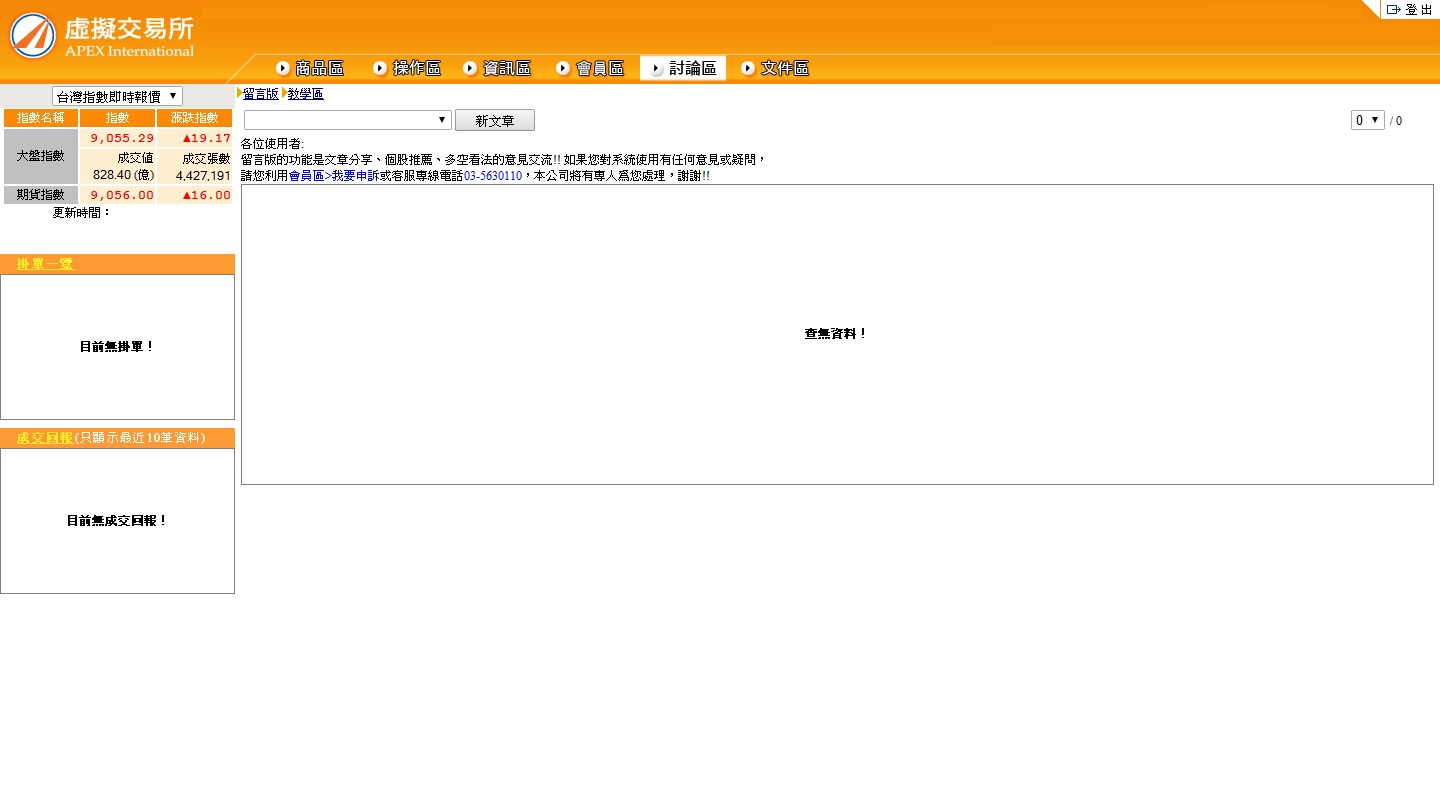 登 出
虛擬交易所
APEX International
商品區 操作區 資訊區 會員區 討論區 文件區
台灣指數即時報價
留言版 教學區
指數名稱 指數 漲跌指數
大盤指數 9,055.29 ▲19.17
成交値 成交張數
828.40 (億) 4,427,191
期貨指數 9,056.00 ▲16.00
更新時間：
新文章
0 / 0
各位使用者:
留言版的功能是文章分享、個股推薦、多空看法的意見交流!! 如果您對系統使用有任何意見或疑問，
請您利用會員區>我要申訴或客服專線電話03-5630110，本公司將有專人爲您處理，謝謝!!
查無資料！
掛單一覽
目前無掛單！
成交回報(只顯示最近10筆資料)
目前無成交回報！